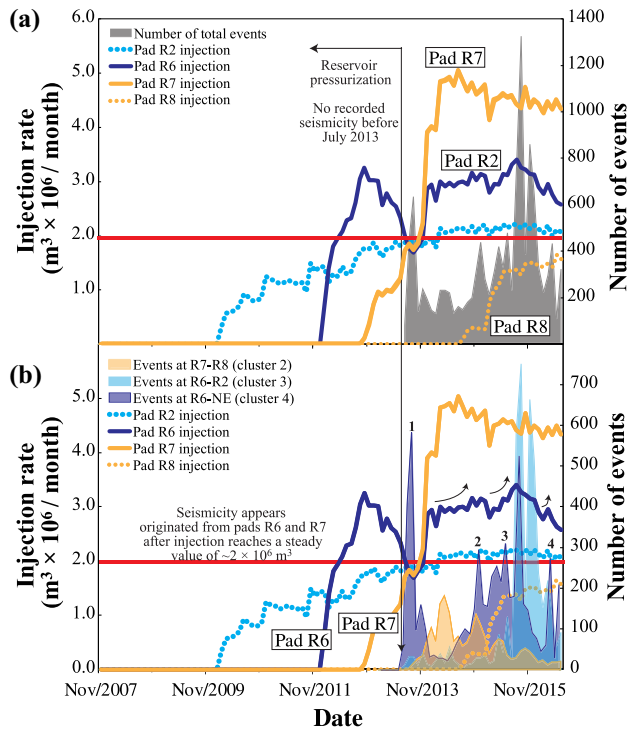 (a)
6.0
5.0
4.0
3.0
2.0
1.0
Injection rate
(m³ × 10⁶ / month)
Number of total events
Pad R2 injection
Pad R6 injection
Pad R7 injection
Pad R8 injection
Reservoir
pressurization
No recorded
seismicity before
July 2013
Pad R7
Pad R2
Pad R8
1400
1200
1000
800
600
400
200
Number of events
(b)
5.0
4.0
3.0
2.0
1.0
0.0
Injection rate
(m³ × 10⁶ / month)
Events at R7-R8 (cluster 2)
Events at R6-R2 (cluster 3)
Events at R6-NE (cluster 4)
Pad R2 injection
Pad R6 injection
Pad R7 injection
Pad R8 injection
Seismicity appears
originated from pads R6 and R7
after injection reaches a steady
value of ~2 × 10⁶ m³
Pad R6
Pad R7
1
2
3
4
700
600
500
400
300
200
100
0
Number of events
Nov/2007
Nov/2009
Nov/2011
Nov/2013
Nov/2015
Date